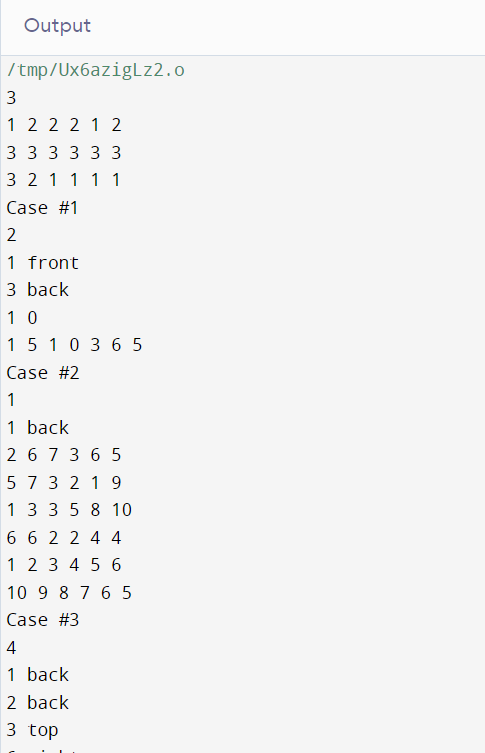 Output
/tmp/Ux6azigLz2.o
3
1 2 2 2 1 2
3 3 3 3 3 3
3 2 1 1 1 1
Case #1
2
1 front
3 back
1 0
1 5 1 0 3 6 5
Case #2
1
1 back
2 6 7 3 6 5
5 7 3 2 1 9
1 3 3 5 8 10
6 6 2 2 4 4
1 2 3 4 5 6
10 9 8 7 6 5
Case #3
4
1 back
2 back
3 top